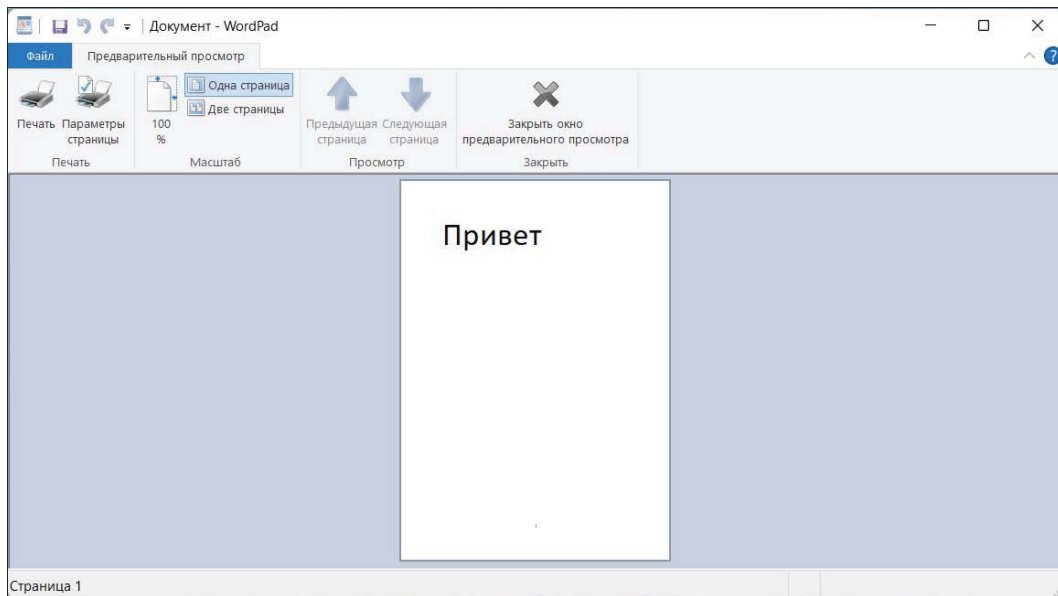 Документ - WordPad
Файл Предварительный просмотр
?
Печать
Параметры
страницы
100
%
Одна страница
Две страницы
Предыдущая
страница
Следующая
страница
Закрыть окно
предварительного просмотра
Печать Масштаб Просмотр Закрыть
Привет
Страница 1